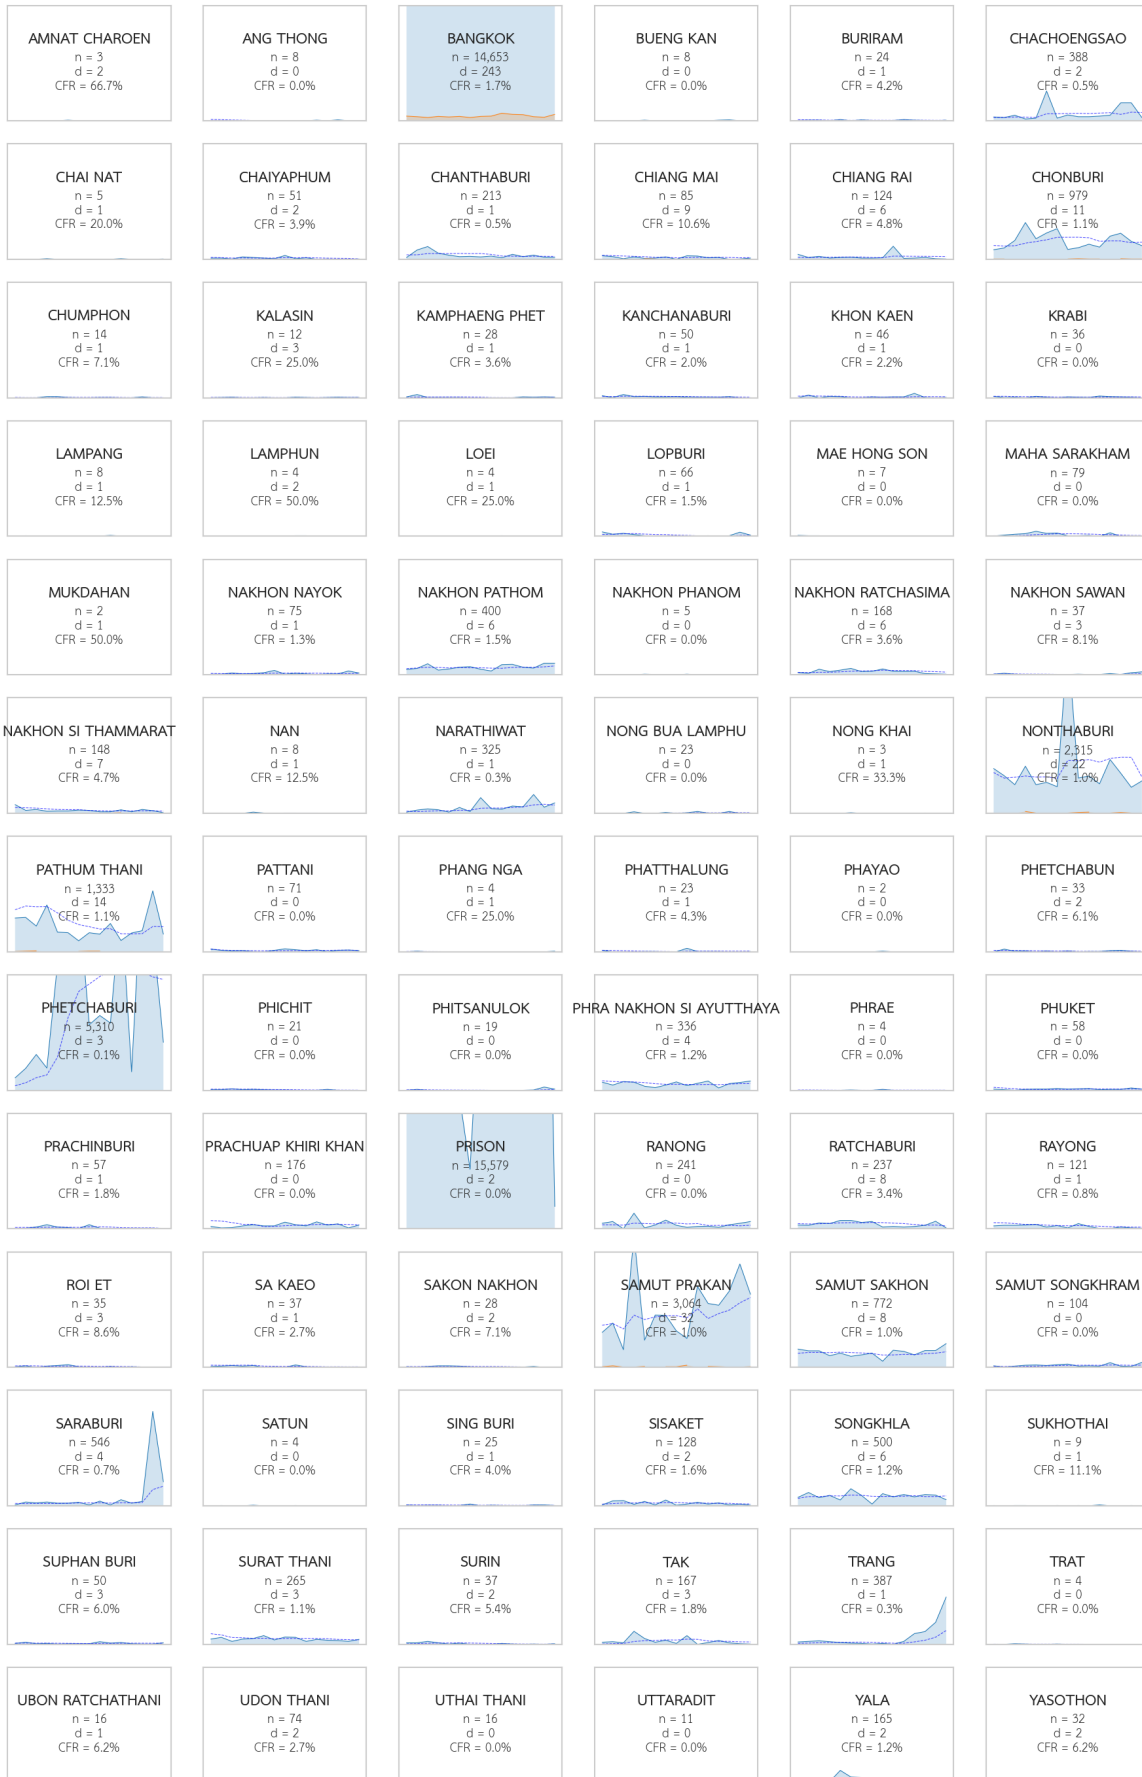 AMNAT CHAROEN
n = 3
d = 2
CFR = 66.7%
ANG THONG
n = 8
d = 0
CFR = 0.0%
BANGKOK
n = 14,653
d = 243
CFR = 1.7%
BUENG KAN
n = 8
d = 0
CFR = 0.0%
BURIRAM
n = 24
d = 1
CFR = 4.2%
CHACHOENGSAO
n = 388
d = 2
CFR = 0.5%
CHAI NAT
n = 5
d = 1
CFR = 20.0%
CHAIYAPHUM
n = 51
d = 2
CFR = 3.9%
CHANTHABURI
n = 213
d = 1
CFR = 0.5%
CHIANG MAI
n = 85
d = 9
CFR = 10.6%
CHIANG RAI
n = 124
d = 6
CFR = 4.8%
CHONBURI
n = 979
d = 11
CFR = 1.1%
CHUMPHON
n = 14
d = 1
CFR = 7.1%
KALASIN
n = 12
d = 3
CFR = 25.0%
KAMPHAENG PHET
n = 28
d = 1
CFR = 3.6%
KANCHANABURI
n = 50
d = 1
CFR = 2.0%
KHON KAEN
n = 46
d = 1
CFR = 2.2%
KRABI
n = 36
d = 0
CFR = 0.0%
LAMPANG
n = 8
d = 1
CFR = 12.5%
LAMPHUN
n = 4
d = 2
CFR = 50.0%
LOEI
n = 4
d = 1
CFR = 25.0%
LOPBURI
n = 66
d = 1
CFR = 1.5%
MAE HONG SON
n = 7
d = 0
CFR = 0.0%
MAHA SARAKHAM
n = 79
d = 0
CFR = 0.0%
MUKDAHAN
n = 2
d = 1
CFR = 50.0%
NAKHON NAYOK
n = 75
d = 1
CFR = 1.3%
NAKHON PATHOM
n = 400
d = 6
CFR = 1.5%
NAKHON PHANOM
n = 5
d = 0
CFR = 0.0%
NAKHON RATCHASIMA
n = 168
d = 6
CFR = 3.6%
NAKHON SAWAN
n = 37
d = 3
CFR = 8.1%
NAKHON SI THAMMARAT
n = 148
d = 7
CFR = 4.7%
NAN
n = 8
d = 1
CFR = 12.5%
NARATHIWAT
n = 325
d = 1
CFR = 0.3%
NONG BUA LAMPHU
n = 23
d = 0
CFR = 0.0%
NONG KHAI
n = 3
d = 1
CFR = 33.3%
NONTHABURI
n = 2,315
d = 22
CFR = 1.0%
PATHUM THANI
n = 1,333
d = 14
CFR = 1.1%
PATTANI
n = 71
d = 0
CFR = 0.0%
PHANG NGA
n = 4
d = 1
CFR = 25.0%
PHATTHALUNG
n = 23
d = 1
CFR = 4.3%
PHAYAO
n = 2
d = 0
CFR = 0.0%
PHETCHABUN
n = 33
d = 2
CFR = 6.1%
PHETCHABURI
n = 5,310
d = 3
CFR = 0.1%
PHICHIT
n = 21
d = 0
CFR = 0.0%
PHITSANULOK
n = 19
d = 0
CFR = 0.0%
PHRA NAKHON SI AYUTTHAYA
n = 336
d = 4
CFR = 1.2%
PHRAE
n = 4
d = 0
CFR = 0.0%
PHUKET
n = 58
d = 0
CFR = 0.0%
PRACHINBURI
n = 57
d = 1
CFR = 1.8%
PRACHUAP KHIRI KHAN
n = 176
d = 0
CFR = 0.0%
PRISON
n = 15,579
d = 2
CFR = 0.0%
RANONG
n = 241
d = 0
CFR = 0.0%
RATCHABURI
n = 237
d = 8
CFR = 3.4%
RAYONG
n = 121
d = 1
CFR = 0.8%
ROI ET
n = 35
d = 3
CFR = 8.6%
SA KAEO
n = 37
d = 1
CFR = 2.7%
SAKON NAKHON
n = 28
d = 2
CFR = 7.1%
SAMUT PRAKAN
n = 3,064
d = 32
CFR = 1.0%
SAMUT SAKHON
n = 772
d = 8
CFR = 1.0%
SAMUT SONGKHRAM
n = 104
d = 0
CFR = 0.0%
SARABURI
n = 546
d = 4
CFR = 0.7%
SATUN
n = 4
d = 0
CFR = 0.0%
SING BURI
n = 25
d = 1
CFR = 4.0%
SISAKET
n = 128
d = 2
CFR = 1.6%
SONGKHLA
n = 500
d = 6
CFR = 1.2%
SUKHOTHAI
n = 9
d = 1
CFR = 11.1%
SUPHAN BURI
n = 50
d = 3
CFR = 6.0%
SURAT THANI
n = 265
d = 3
CFR = 1.1%
SURIN
n = 37
d = 2
CFR = 5.4%
TAK
n = 167
d = 3
CFR = 1.8%
TRANG
n = 387
d = 1
CFR = 0.3%
TRAT
n = 4
d = 0
CFR = 0.0%
UBON RATCHATHANI
n = 16
d = 1
CFR = 6.2%
UDON THANI
n = 74
d = 2
CFR = 2.7%
UTHAI THANI
n = 16
d = 0
CFR = 0.0%
UTTARADIT
n = 11
d = 0
CFR = 0.0%
YALA
n = 165
d = 2
CFR = 1.2%
YASOTHON
n = 32
d = 2
CFR = 6.2%